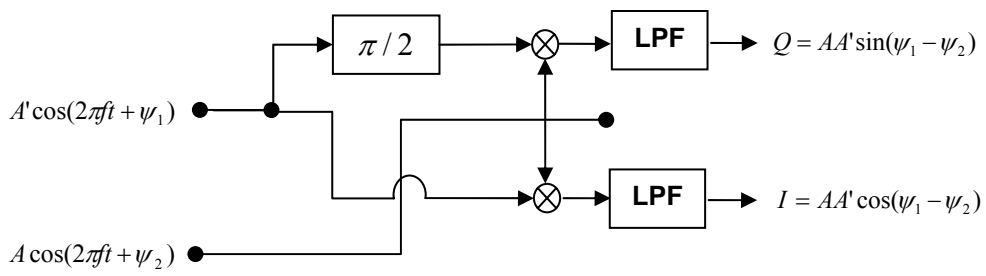 π / 2
LPF
Q = AA'sin(ψ₁ − ψ₂)
A'cos(2πft + ψ₁)
LPF
I = AA'cos(ψ₁ − ψ₂)
A cos(2πft + ψ₂)